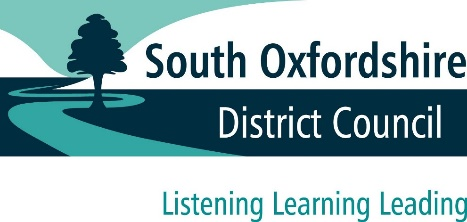 South Oxfordshire
District Council
Listening Learning Leading